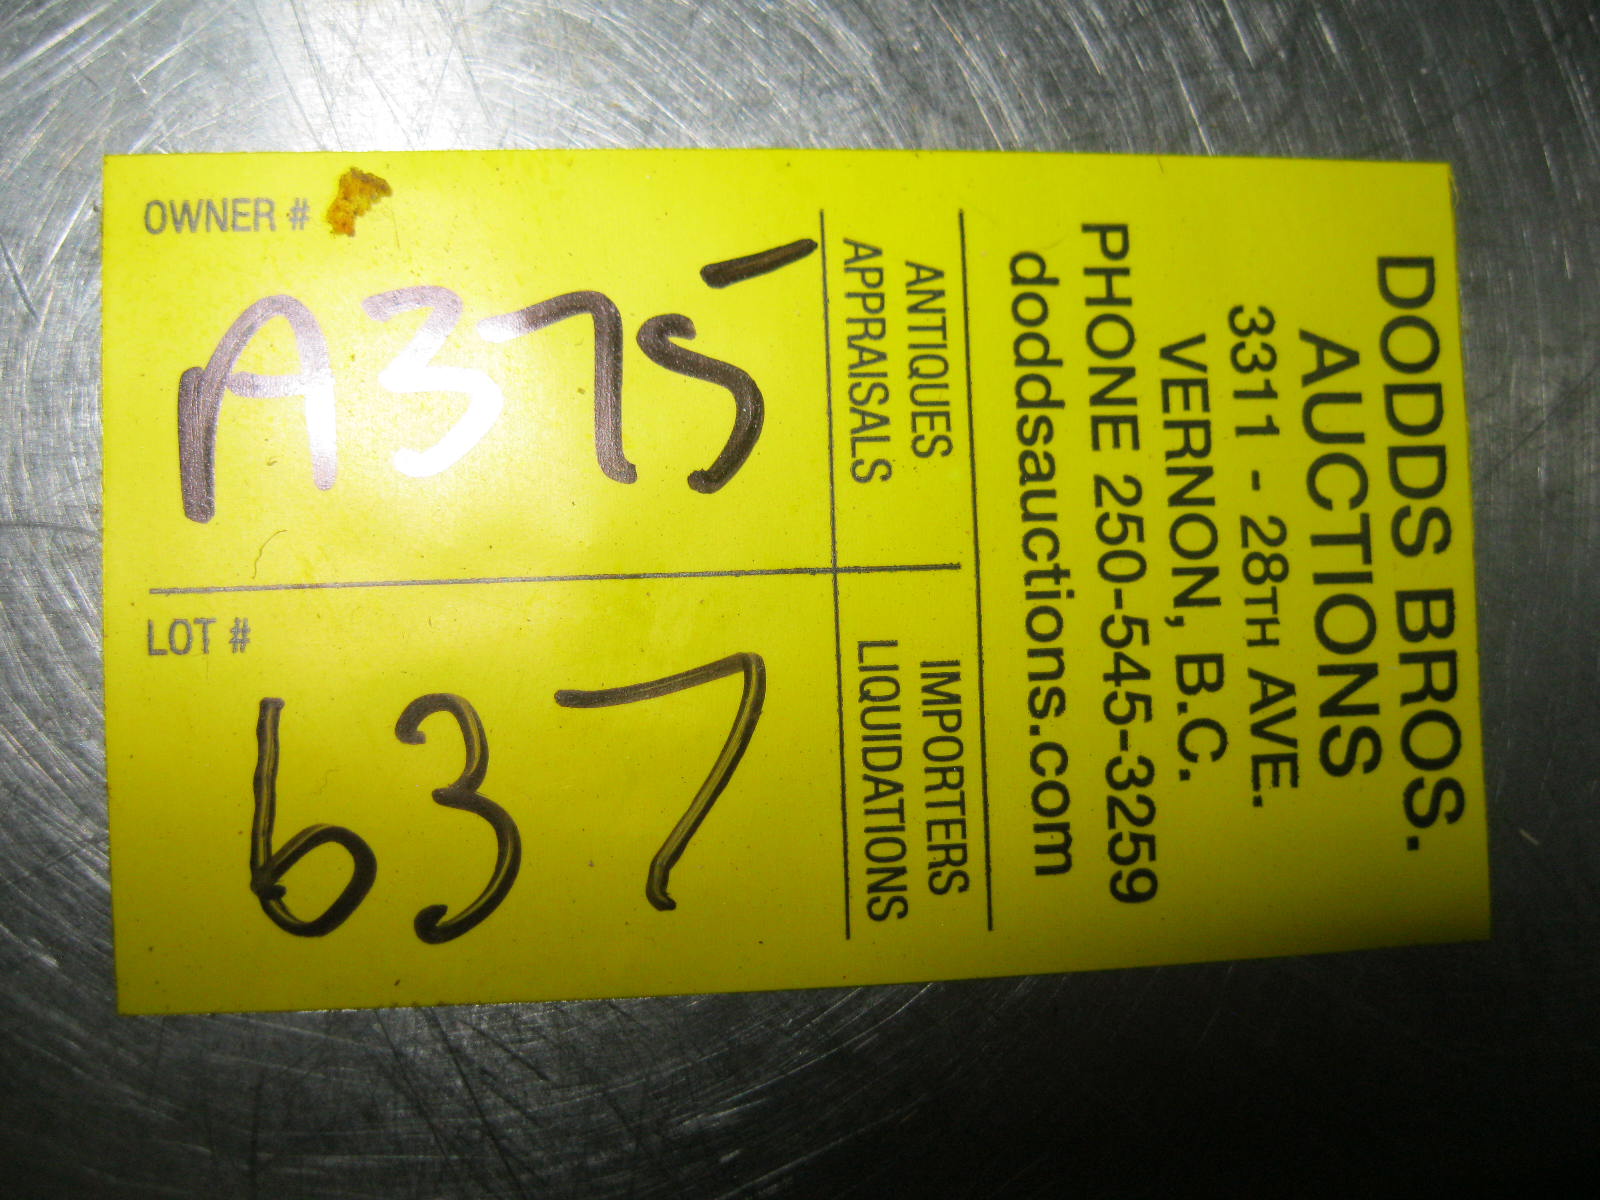 DODDS BROS.
AUCTIONS
3311 - 28TH AVE.
VERNON, B.C.
PHONE 250-545-3259
doddsauctions.com
ANTIQUES
APPRAISALS
IMPORTERS
LIQUIDATIONS
OWNER #
A375
LOT #
637